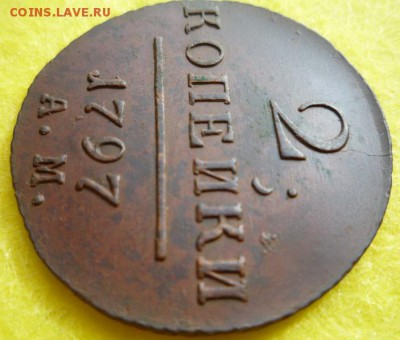 COINS.LAVE.RU
2
КОПЕЙКИ
1797
А.М.